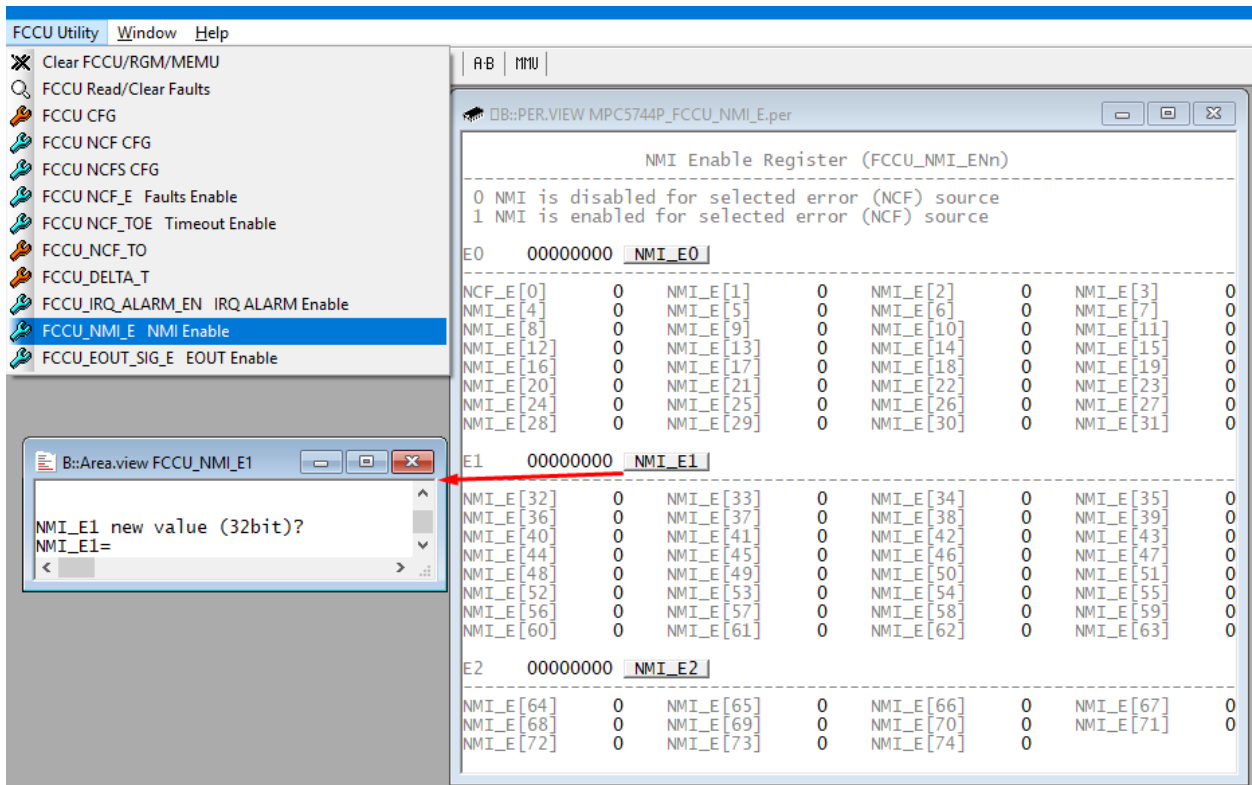 FCCU Utility Window Help
Clear FCCU/RGM/MEMU
FCCU Read/Clear Faults
FCCU CFG
FCCU NCF CFG
FCCU NCFS CFG
FCCU NCF_E Faults Enable
FCCU NCF_TOE Timeout Enable
FCCU_NCF_TO
FCCU_DELTA_T
FCCU_IRQ_ALARM_EN IRQ ALARM Enable
FCCU_NMI_E NMI Enable
FCCU_EOUT_SIG_E EOUT Enable
A·B MMU
B::PER.VIEW MPC5744P_FCCU_NMI_E.per
NMI Enable Register (FCCU_NMI_ENn)
0 NMI is disabled for selected error (NCF) source
1 NMI is enabled for selected error (NCF) source
E0 00000000 NMI_E0
NCF_E[0] 0 NMI_E[1] 0 NMI_E[2] 0 NMI_E[3] 0
NMI_E[4] 0 NMI_E[5] 0 NMI_E[6] 0 NMI_E[7] 0
NMI_E[8] 0 NMI_E[9] 0 NMI_E[10] 0 NMI_E[11] 0
NMI_E[12] 0 NMI_E[13] 0 NMI_E[14] 0 NMI_E[15] 0
NMI_E[16] 0 NMI_E[17] 0 NMI_E[18] 0 NMI_E[19] 0
NMI_E[20] 0 NMI_E[21] 0 NMI_E[22] 0 NMI_E[23] 0
NMI_E[24] 0 NMI_E[25] 0 NMI_E[26] 0 NMI_E[27] 0
NMI_E[28] 0 NMI_E[29] 0 NMI_E[30] 0 NMI_E[31] 0
E1 00000000 NMI_E1
NMI_E[32] 0 NMI_E[33] 0 NMI_E[34] 0 NMI_E[35] 0
NMI_E[36] 0 NMI_E[37] 0 NMI_E[38] 0 NMI_E[39] 0
NMI_E[40] 0 NMI_E[41] 0 NMI_E[42] 0 NMI_E[43] 0
NMI_E[44] 0 NMI_E[45] 0 NMI_E[46] 0 NMI_E[47] 0
NMI_E[48] 0 NMI_E[49] 0 NMI_E[50] 0 NMI_E[51] 0
NMI_E[52] 0 NMI_E[53] 0 NMI_E[54] 0 NMI_E[55] 0
NMI_E[56] 0 NMI_E[57] 0 NMI_E[58] 0 NMI_E[59] 0
NMI_E[60] 0 NMI_E[61] 0 NMI_E[62] 0 NMI_E[63] 0
E2 00000000 NMI_E2
NMI_E[64] 0 NMI_E[65] 0 NMI_E[66] 0 NMI_E[67] 0
NMI_E[68] 0 NMI_E[69] 0 NMI_E[70] 0 NMI_E[71] 0
NMI_E[72] 0 NMI_E[73] 0 NMI_E[74] 0
B::Area.view FCCU_NMI_E1
NMI_E1 new value (32bit)?
NMI_E1=